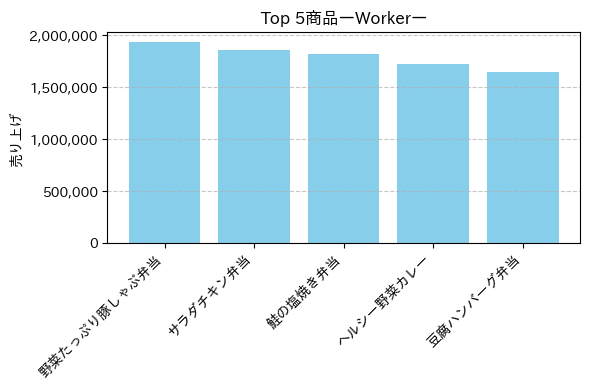 Top 5商品ーWorkerー
売り上げ
2,000,000
1,500,000
1,000,000
500,000
0
野菜たっぷり豚しゃぶ弁当
サラダチキン弁当
鮭の塩焼き弁当
ヘルシー野菜カレー
豆腐ハンバーグ弁当